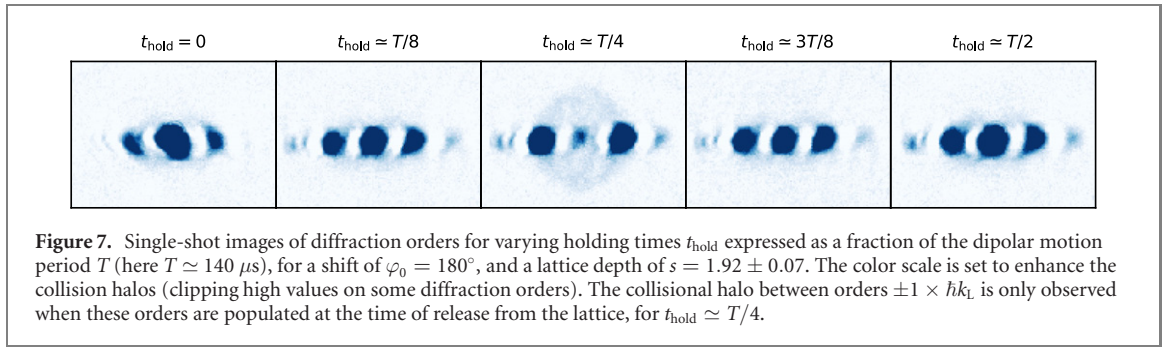 t_hold = 0 t_hold ≃ T/8 t_hold ≃ T/4 t_hold ≃ 3T/8 t_hold ≃ T/2
Figure 7. Single-shot images of diffraction orders for varying holding times t_hold expressed as a fraction of the dipolar motion
period T (here T ≃ 140 μs), for a shift of φ₀ = 180°, and a lattice depth of s = 1.92 ± 0.07. The color scale is set to enhance the
collision halos (clipping high values on some diffraction orders). The collisional halo between orders ±1 × ℏk_L is only observed
when these orders are populated at the time of release from the lattice, for t_hold ≃ T/4.